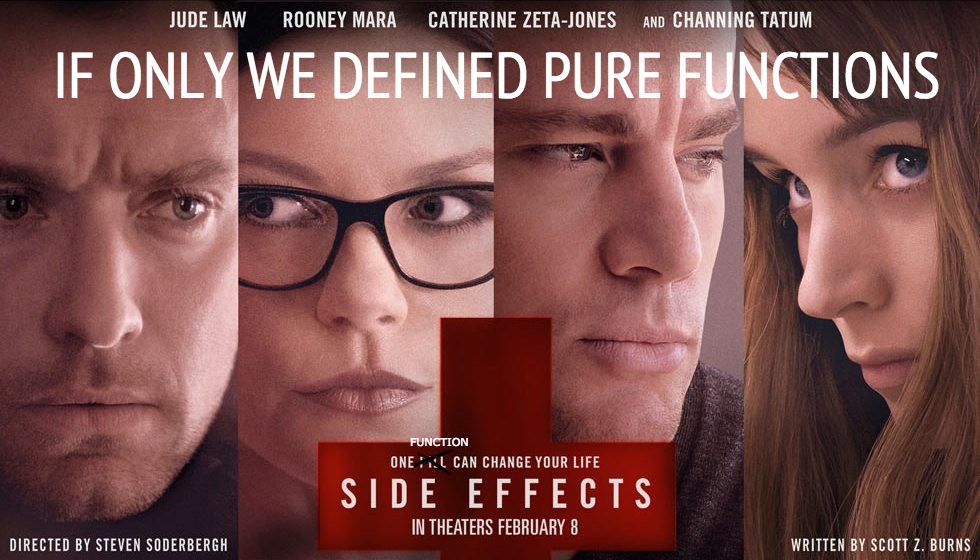 JUDE LAW ROONEY MARA CATHERINE ZETA-JONES AND CHANNING TATUM
IF ONLY WE DEFINED PURE FUNCTIONS
FUNCTION
ONE PILL CAN CHANGE YOUR LIFE
SIDE EFFECTS
IN THEATERS FEBRUARY 8
DIRECTED BY STEVEN SODERBERGH
WRITTEN BY SCOTT Z. BURNS